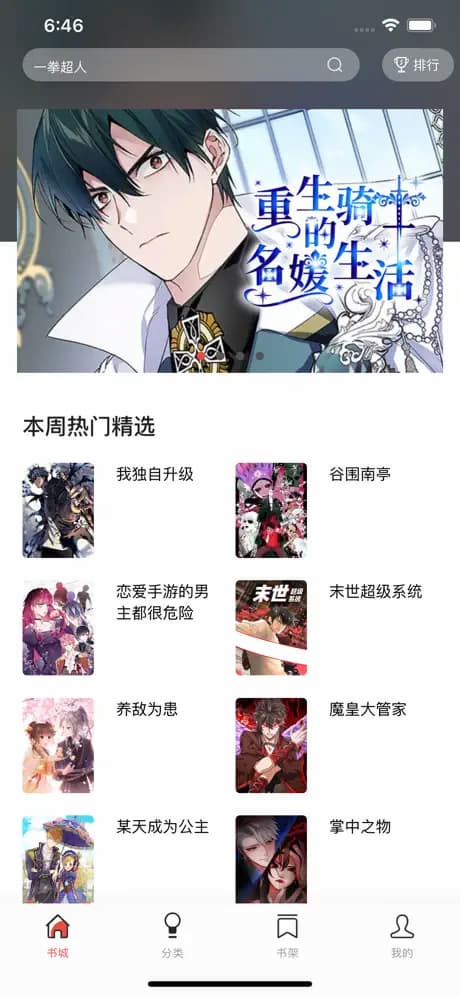 6:46
一拳超人
排行
重生的骑士
名媛生活
本周热门精选
我独自升级
谷围南亭
恋爱手游的男
主都很危险
末世超级系统
末世超级
系统
养敌为患
魔皇大管家
某天成为公主
掌中之物
书城
分类
书架
我的